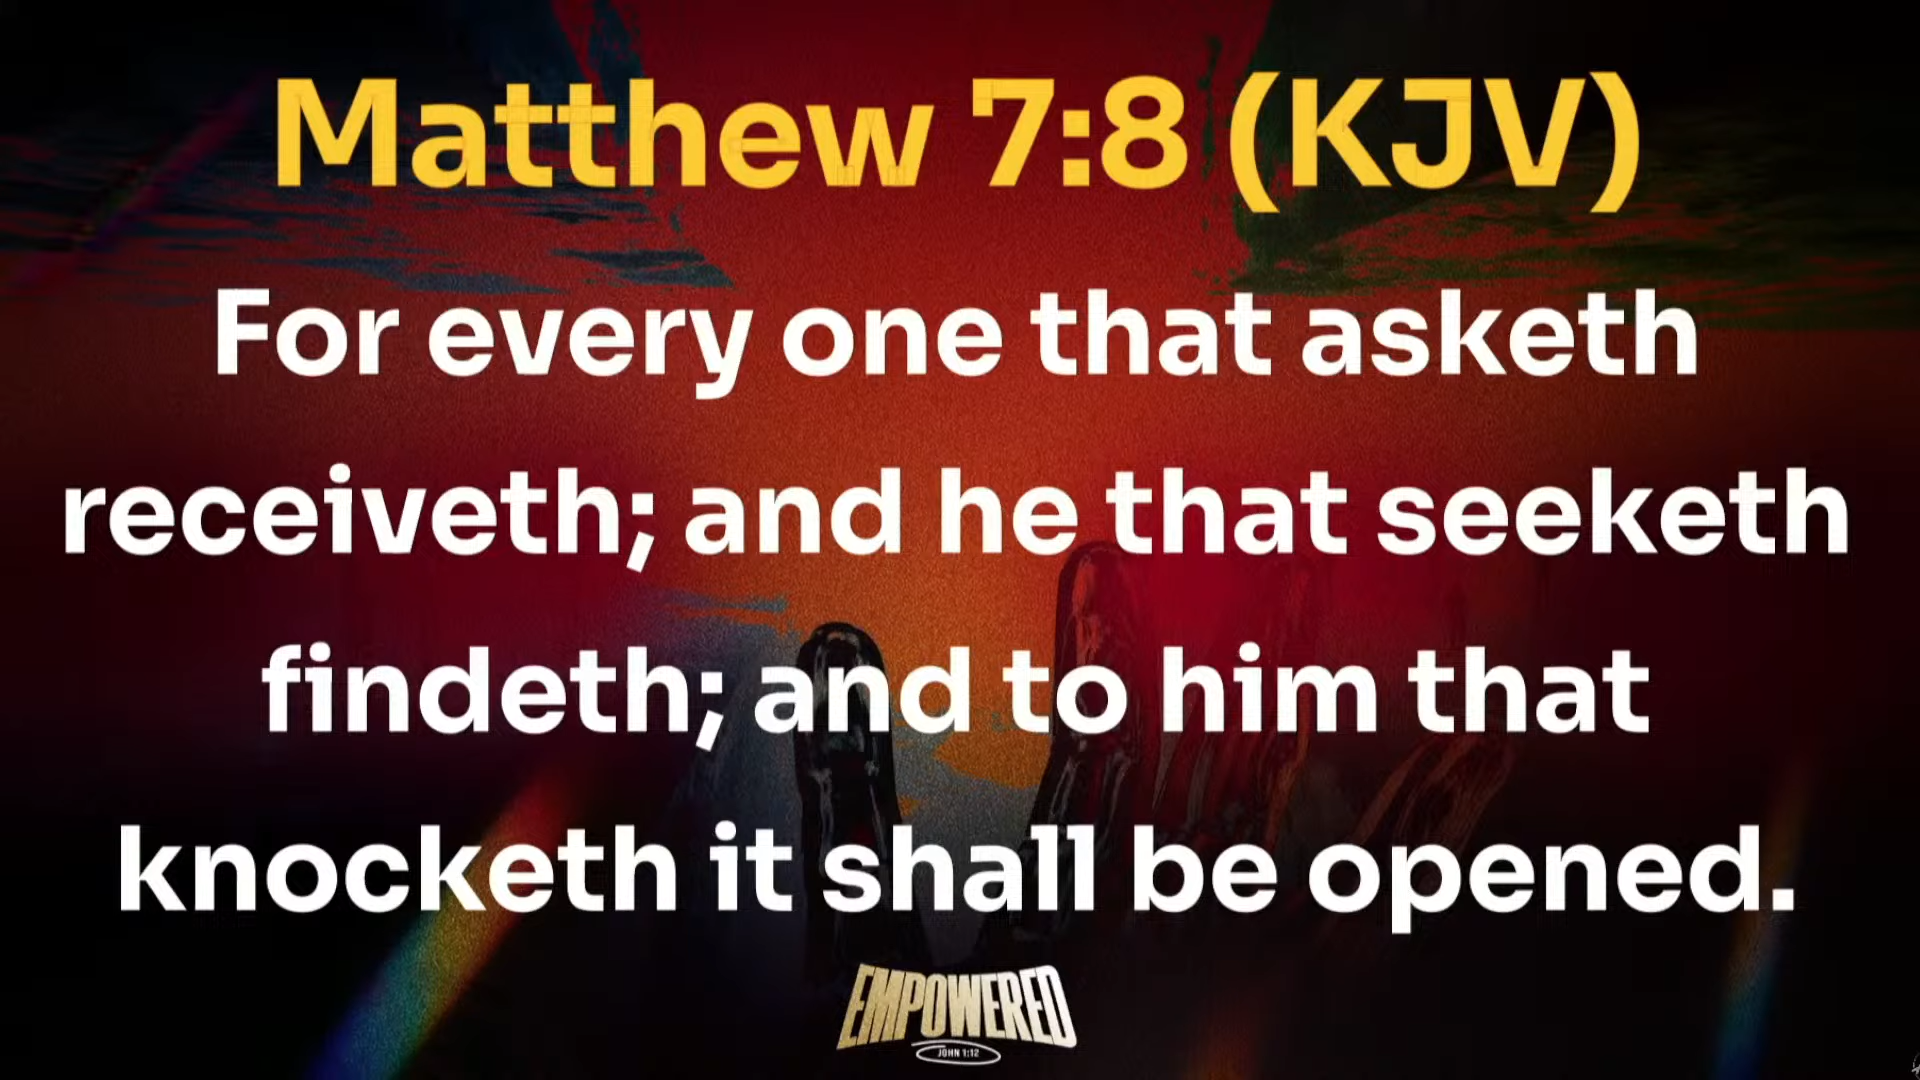 Matthew 7:8 (KJV)
For every one that asketh
receiveth; and he that seeketh
findeth; and to him that
knocketh it shall be opened.
EMPOWERED
JOHN 1:12